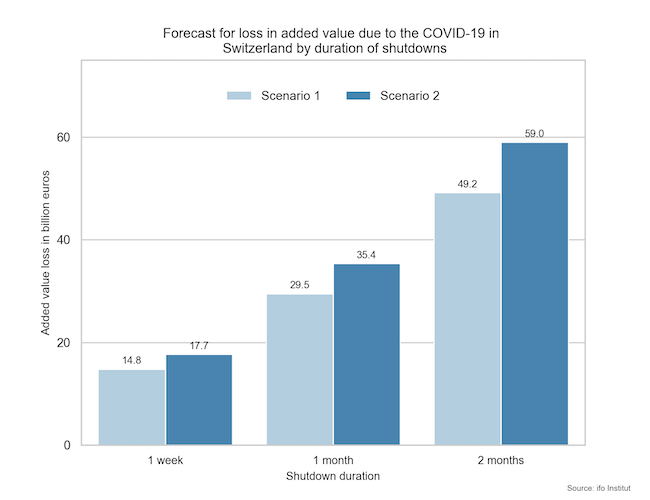 Forecast for loss in added value due to the COVID-19 in
Switzerland by duration of shutdowns
Scenario 1
Scenario 2
Added value loss in billion euros
60
40
20
0
14.8
17.7
29.5
35.4
49.2
59.0
1 week
1 month
2 months
Shutdown duration
Source: ifo Institut